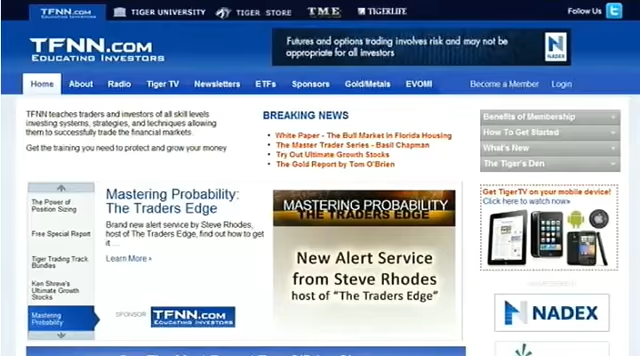 TFNN.COM
EDUCATING INVESTORS
TIGER UNIVERSITY
TIGER STORE
TME
TIGERLIFE
Follow Us
TFNN.COM
EDUCATING INVESTORS
Futures and options trading involves risk and may not be
appropriate for all investors
NADEX
Home About Radio Tiger TV Newsletters ETFs Sponsors Gold/Metals EVOMI Become a Member Login
TFNN teaches traders and investors of all skill levels
investing systems, strategies, and techniques allowing
them to successfully trade the financial markets.
Get the training you need to protect and grow your money
BREAKING NEWS
White Paper - The Bull Market in Florida Housing
The Master Trader Series - Basil Chapman
Try Out Ultimate Growth Stocks
The Gold Report by Tom O'Brien
Benefits of Membership
How To Get Started
What's New
The Tiger's Den
The Power of
Position Sizing
Free Special Report
Tiger Trading Track
Bundles
Ken Shreve's
Ultimate Growth
Stocks
Mastering
Probability
Mastering Probability:
The Traders Edge
Brand new alert service by Steve Rhodes,
host of The Traders Edge, find out how to get
it ...
Learn More
SPONSOR
TFNN.COM
EDUCATING INVESTORS
MASTERING PROBABILITY
THE TRADERS EDGE
New Alert Service
from Steve Rhodes
host of "The Traders Edge"
Get TigerTV on your mobile device!
Click here to watch now
NADEX